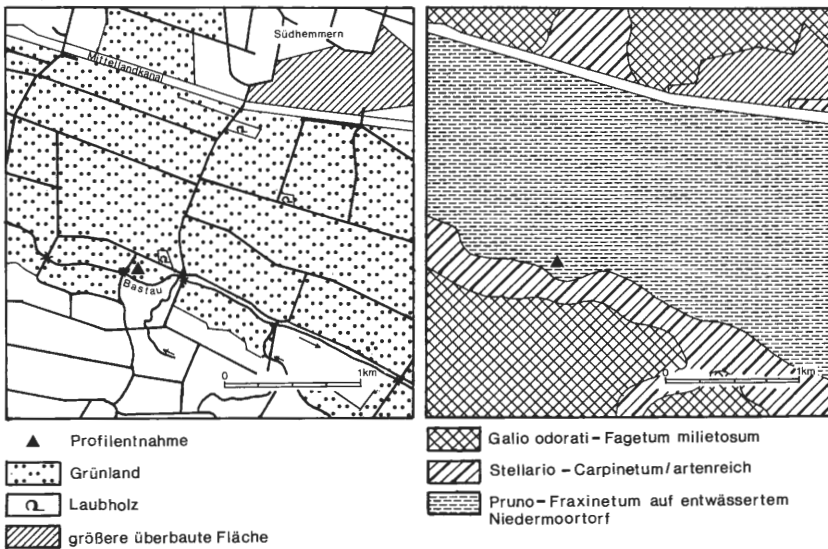 Südhemmern
Mittellandkanal
Bastau
0 1km
0 1km
Profilentnahme
Grünland
Laubholz
größere überbaute Fläche
Galio odorati – Fagetum milietosum
Stellario – Carpinetum/artenreich
Pruno – Fraxinetum auf entwässertem
Niedermoortorf